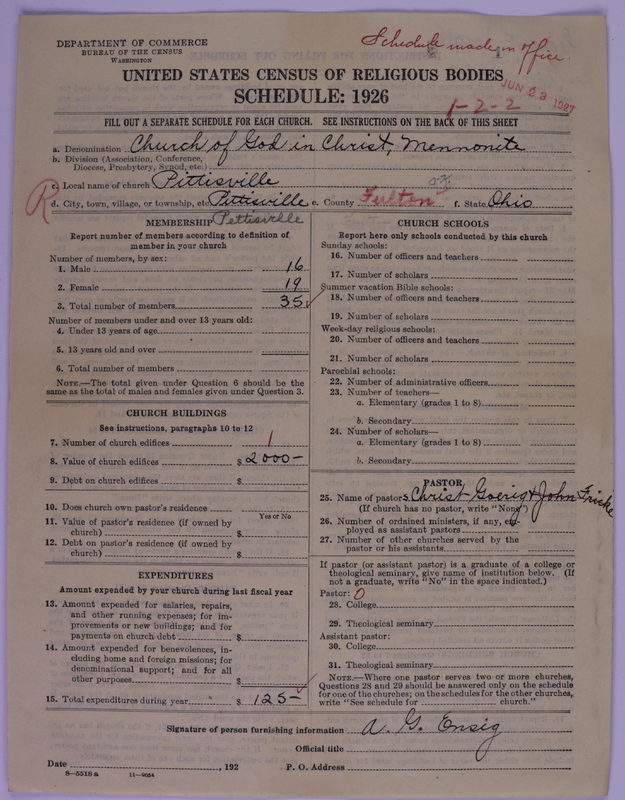 DEPARTMENT OF COMMERCE
BUREAU OF THE CENSUS
WASHINGTON
Schedule made in office
UNITED STATES CENSUS OF RELIGIOUS BODIES
SCHEDULE: 1926
JUN 23 1927
1-2-2
FILL OUT A SEPARATE SCHEDULE FOR EACH CHURCH. SEE INSTRUCTIONS ON THE BACK OF THIS SHEET
a. Denomination Church of God in Christ, Mennonite
b. Division (Association, Conference,
Diocese, Presbytery, Synod, etc.)
c. Local name of church Pittisville
R d. City, town, village, or township, etc. Pettisville e. County Fulton f. State Ohio
OK
Pettisville
MEMBERSHIP
Report number of members according to definition of
member in your church
Number of members, by sex:
1. Male 16
2. Female 19
3. Total number of members 35
Number of members under and over 13 years old:
4. Under 13 years of age
5. 13 years old and over
6. Total number of members
NOTE.—The total given under Question 6 should be the
same as the total of males and females given under Question 3.
CHURCH BUILDINGS
See instructions, paragraphs 10 to 12
7. Number of church edifices 1
8. Value of church edifices $ 2000-
9. Debt on church edifices $
10. Does church own pastor's residence
Yes or No
11. Value of pastor's residence (if owned by
church) $
12. Debt on pastor's residence (if owned by
church) $
EXPENDITURES
Amount expended by your church during last fiscal year
13. Amount expended for salaries, repairs,
and other running expenses; for im-
provements or new buildings; and for
payments on church debt $
14. Amount expended for benevolences, in-
cluding home and foreign missions; for
denominational support; and for all
other purposes $
15. Total expenditures during year $ 125-
CHURCH SCHOOLS
Report here only schools conducted by this church
Sunday schools:
16. Number of officers and teachers
17. Number of scholars
Summer vacation Bible schools:
18. Number of officers and teachers
19. Number of scholars
Week-day religious schools:
20. Number of officers and teachers
21. Number of scholars
Parochial schools:
22. Number of administrative officers
23. Number of teachers—
a. Elementary (grades 1 to 8)
b. Secondary
24. Number of scholars—
a. Elementary (grades 1 to 8)
b. Secondary
PASTOR
25. Name of pastors Christ Goerig & John Fricke
(If church has no pastor, write "None")
26. Number of ordained ministers, if any, em-
ployed as assistant pastors
27. Number of other churches served by the
pastor or his assistants
If pastor (or assistant pastor) is a graduate of a college or
theological seminary, give name of institution below. (If
not a graduate, write "No" in the space indicated.)
Pastor: 0
28. College
29. Theological seminary
Assistant pastor:
30. College
31. Theological seminary
NOTE.—Where one pastor serves two or more churches,
Questions 28 and 29 should be answered only on the schedule
for one of the churches; on the schedules for the other churches,
write "See schedule for church."
Signature of person furnishing information A. G. Ensig
Official title
Date , 192 P. O. Address
8—5518 a 11—9054